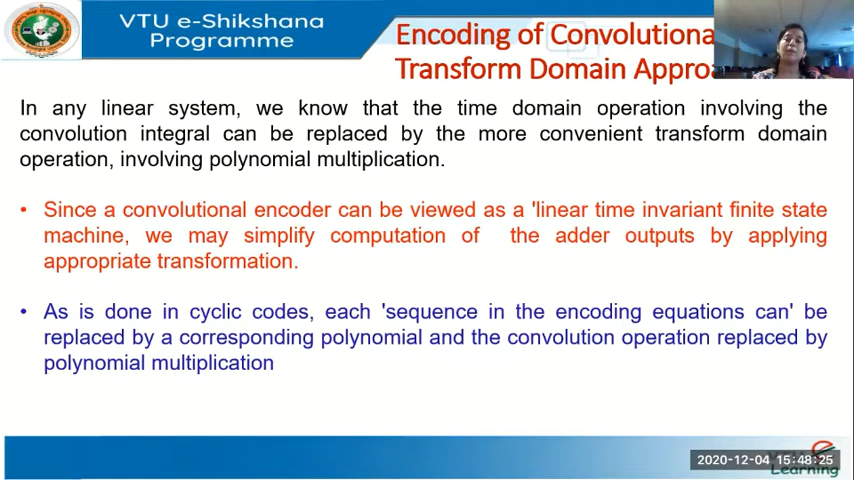 VTU e-Shikshana
Programme
Encoding of Convolutiona
Transform Domain Approa
In any linear system, we know that the time domain operation involving the
convolution integral can be replaced by the more convenient transform domain
operation, involving polynomial multiplication.
• Since a convolutional encoder can be viewed as a 'linear time invariant finite state
machine, we may simplify computation of the adder outputs by applying
appropriate transformation.
• As is done in cyclic codes, each 'sequence in the encoding equations can' be
replaced by a corresponding polynomial and the convolution operation replaced by
polynomial multiplication
2020-12-04 15:48:25
Learning